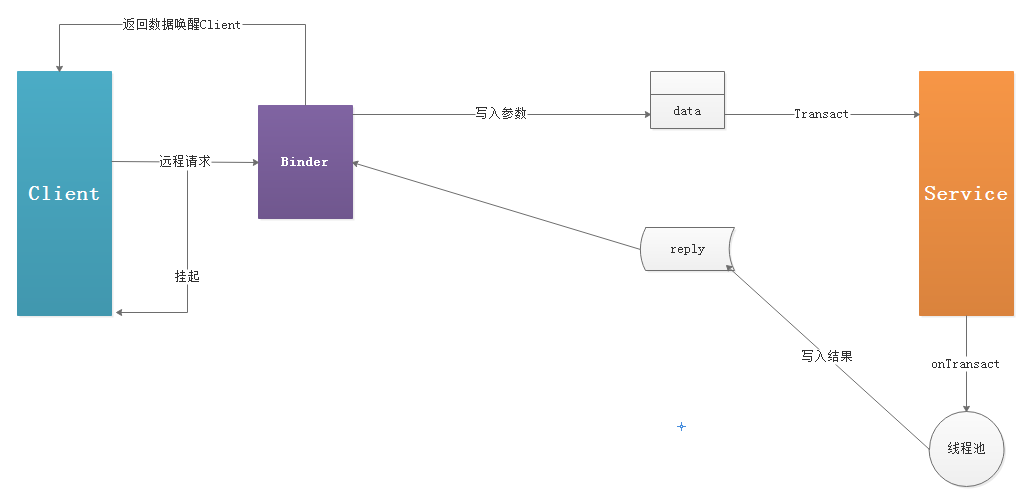 返回数据唤醒Client
写入参数
data
Transact
远程请求
Binder
Client
Service
reply
挂起
写入结果
onTransact
线程池